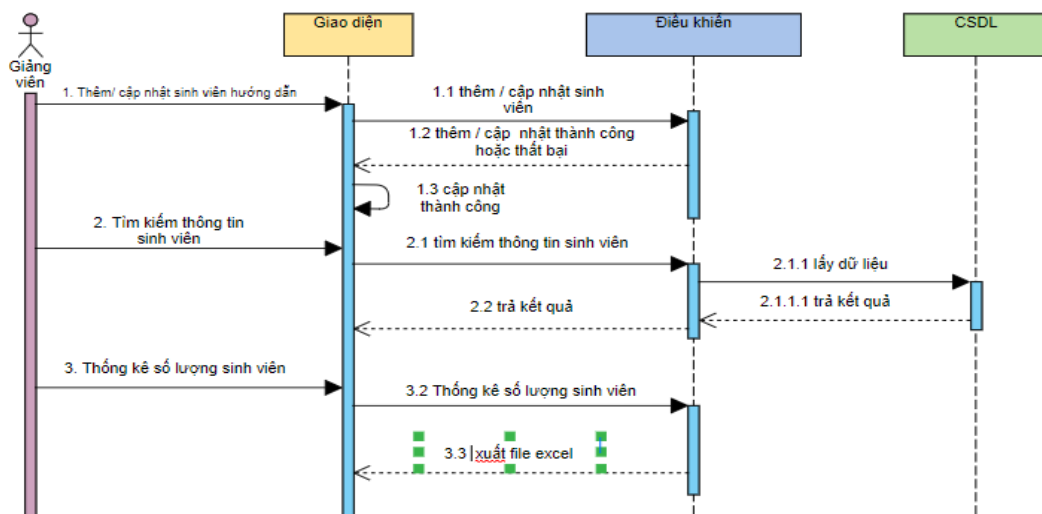 Giao diện
Điều khiển
CSDL
Giảng
viên
1. Thêm/ cập nhật sinh viên hướng dẫn
1.1 thêm / cập nhật sinh
viên
1.2 thêm / cập nhật thành công
hoặc thất bại
1.3 cập nhật
thành công
2. Tìm kiếm thông tin
sinh viên
2.1 tìm kiếm thông tin sinh viên
2.1.1 lấy dữ liệu
2.1.1.1 trả kết quả
2.2 trả kết quả
3. Thống kê số lượng sinh viên
3.2 Thống kê số lượng sinh viên
3.3 xuất file excel